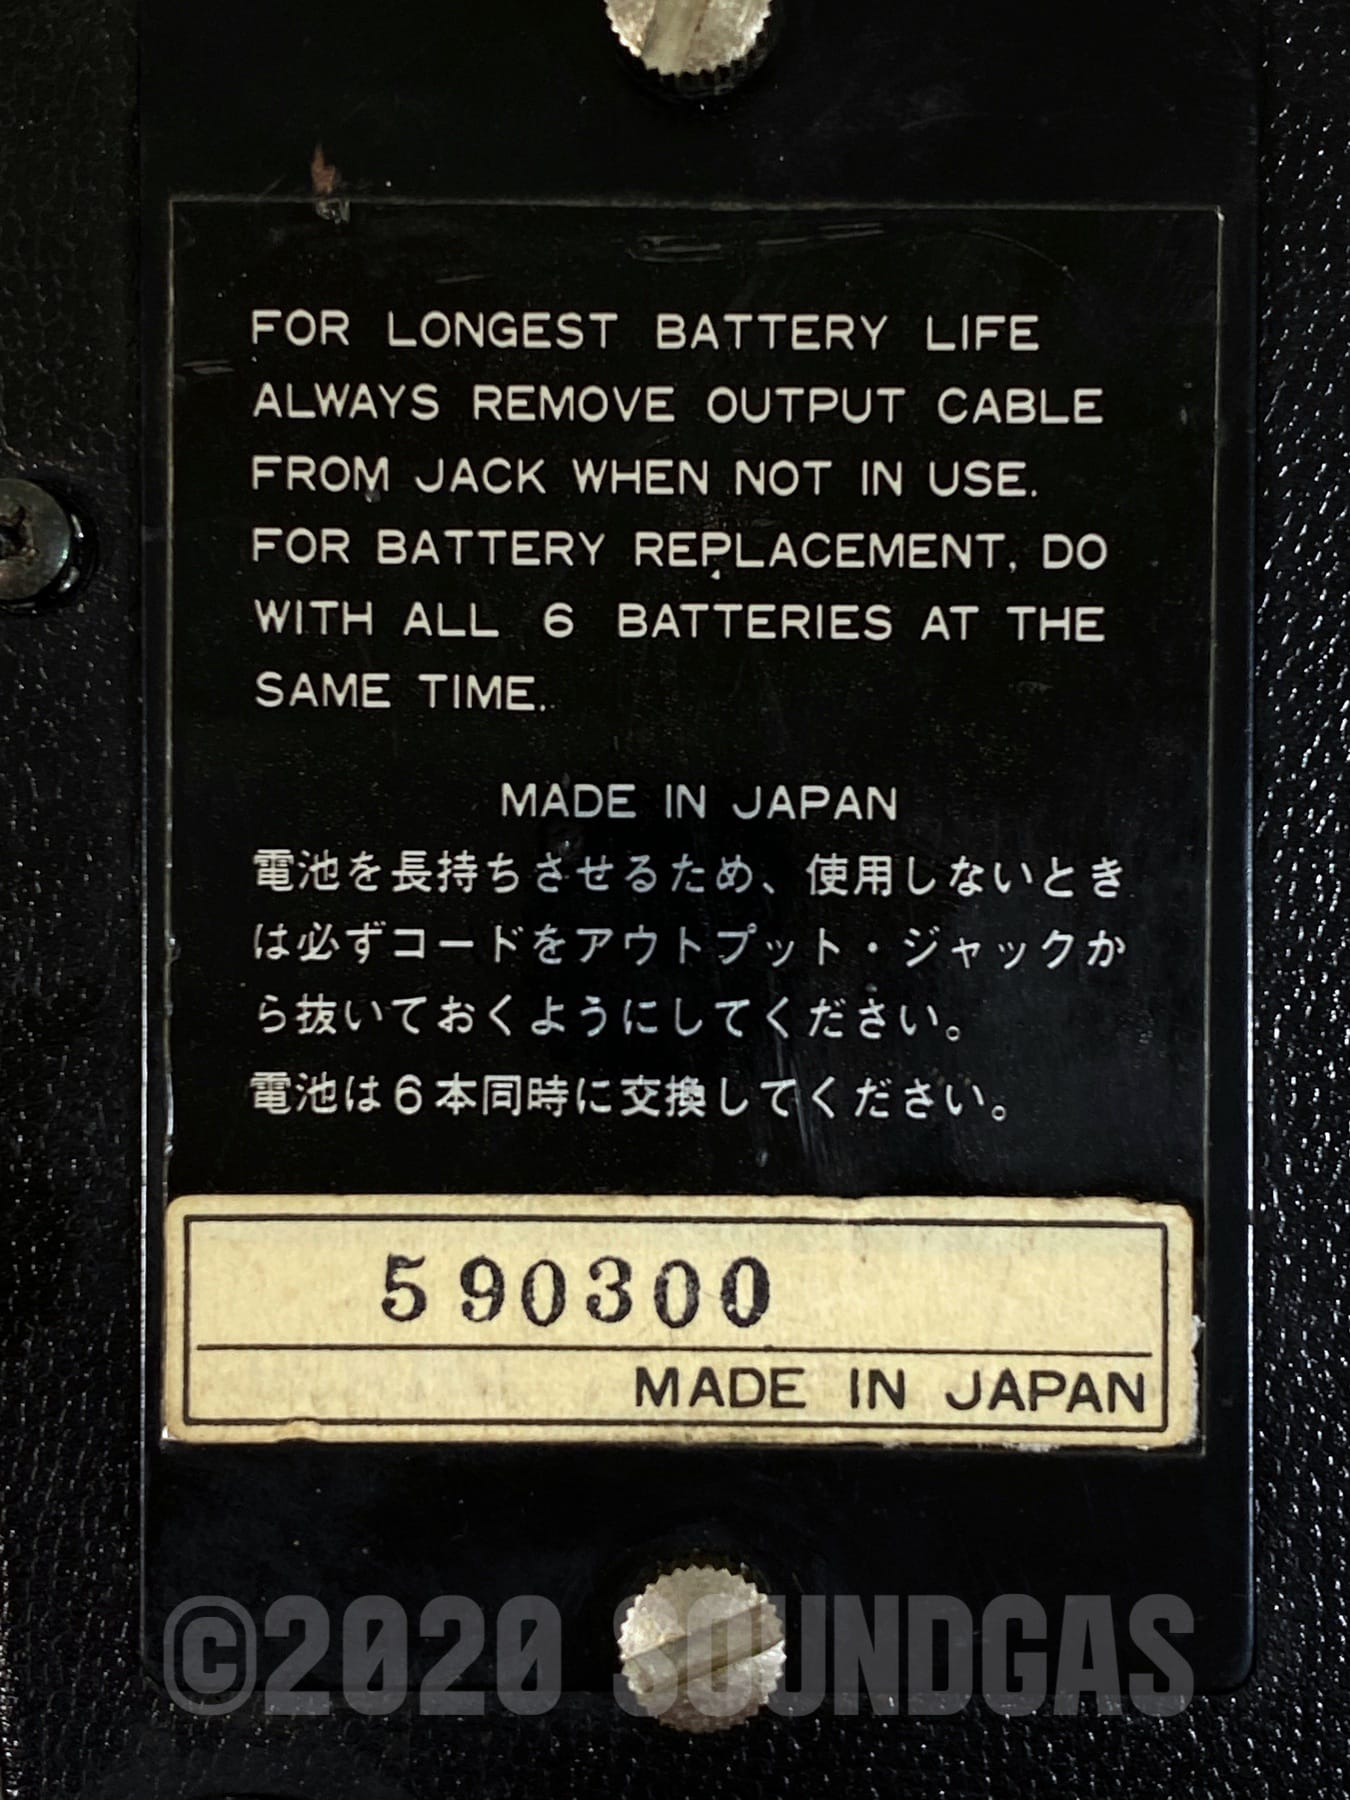 FOR LONGEST BATTERY LIFE
ALWAYS REMOVE OUTPUT CABLE
FROM JACK WHEN NOT IN USE.
FOR BATTERY REPLACEMENT, DO
WITH ALL 6 BATTERIES AT THE
SAME TIME.
MADE IN JAPAN
電池を長持ちさせるため、使用しないとき
は必ずコードをアウトプット・ジャックか
ら抜いておくようにしてください。
電池は6本同時に交換してください。
590300
MADE IN JAPAN
©2020 SOUNDGAS